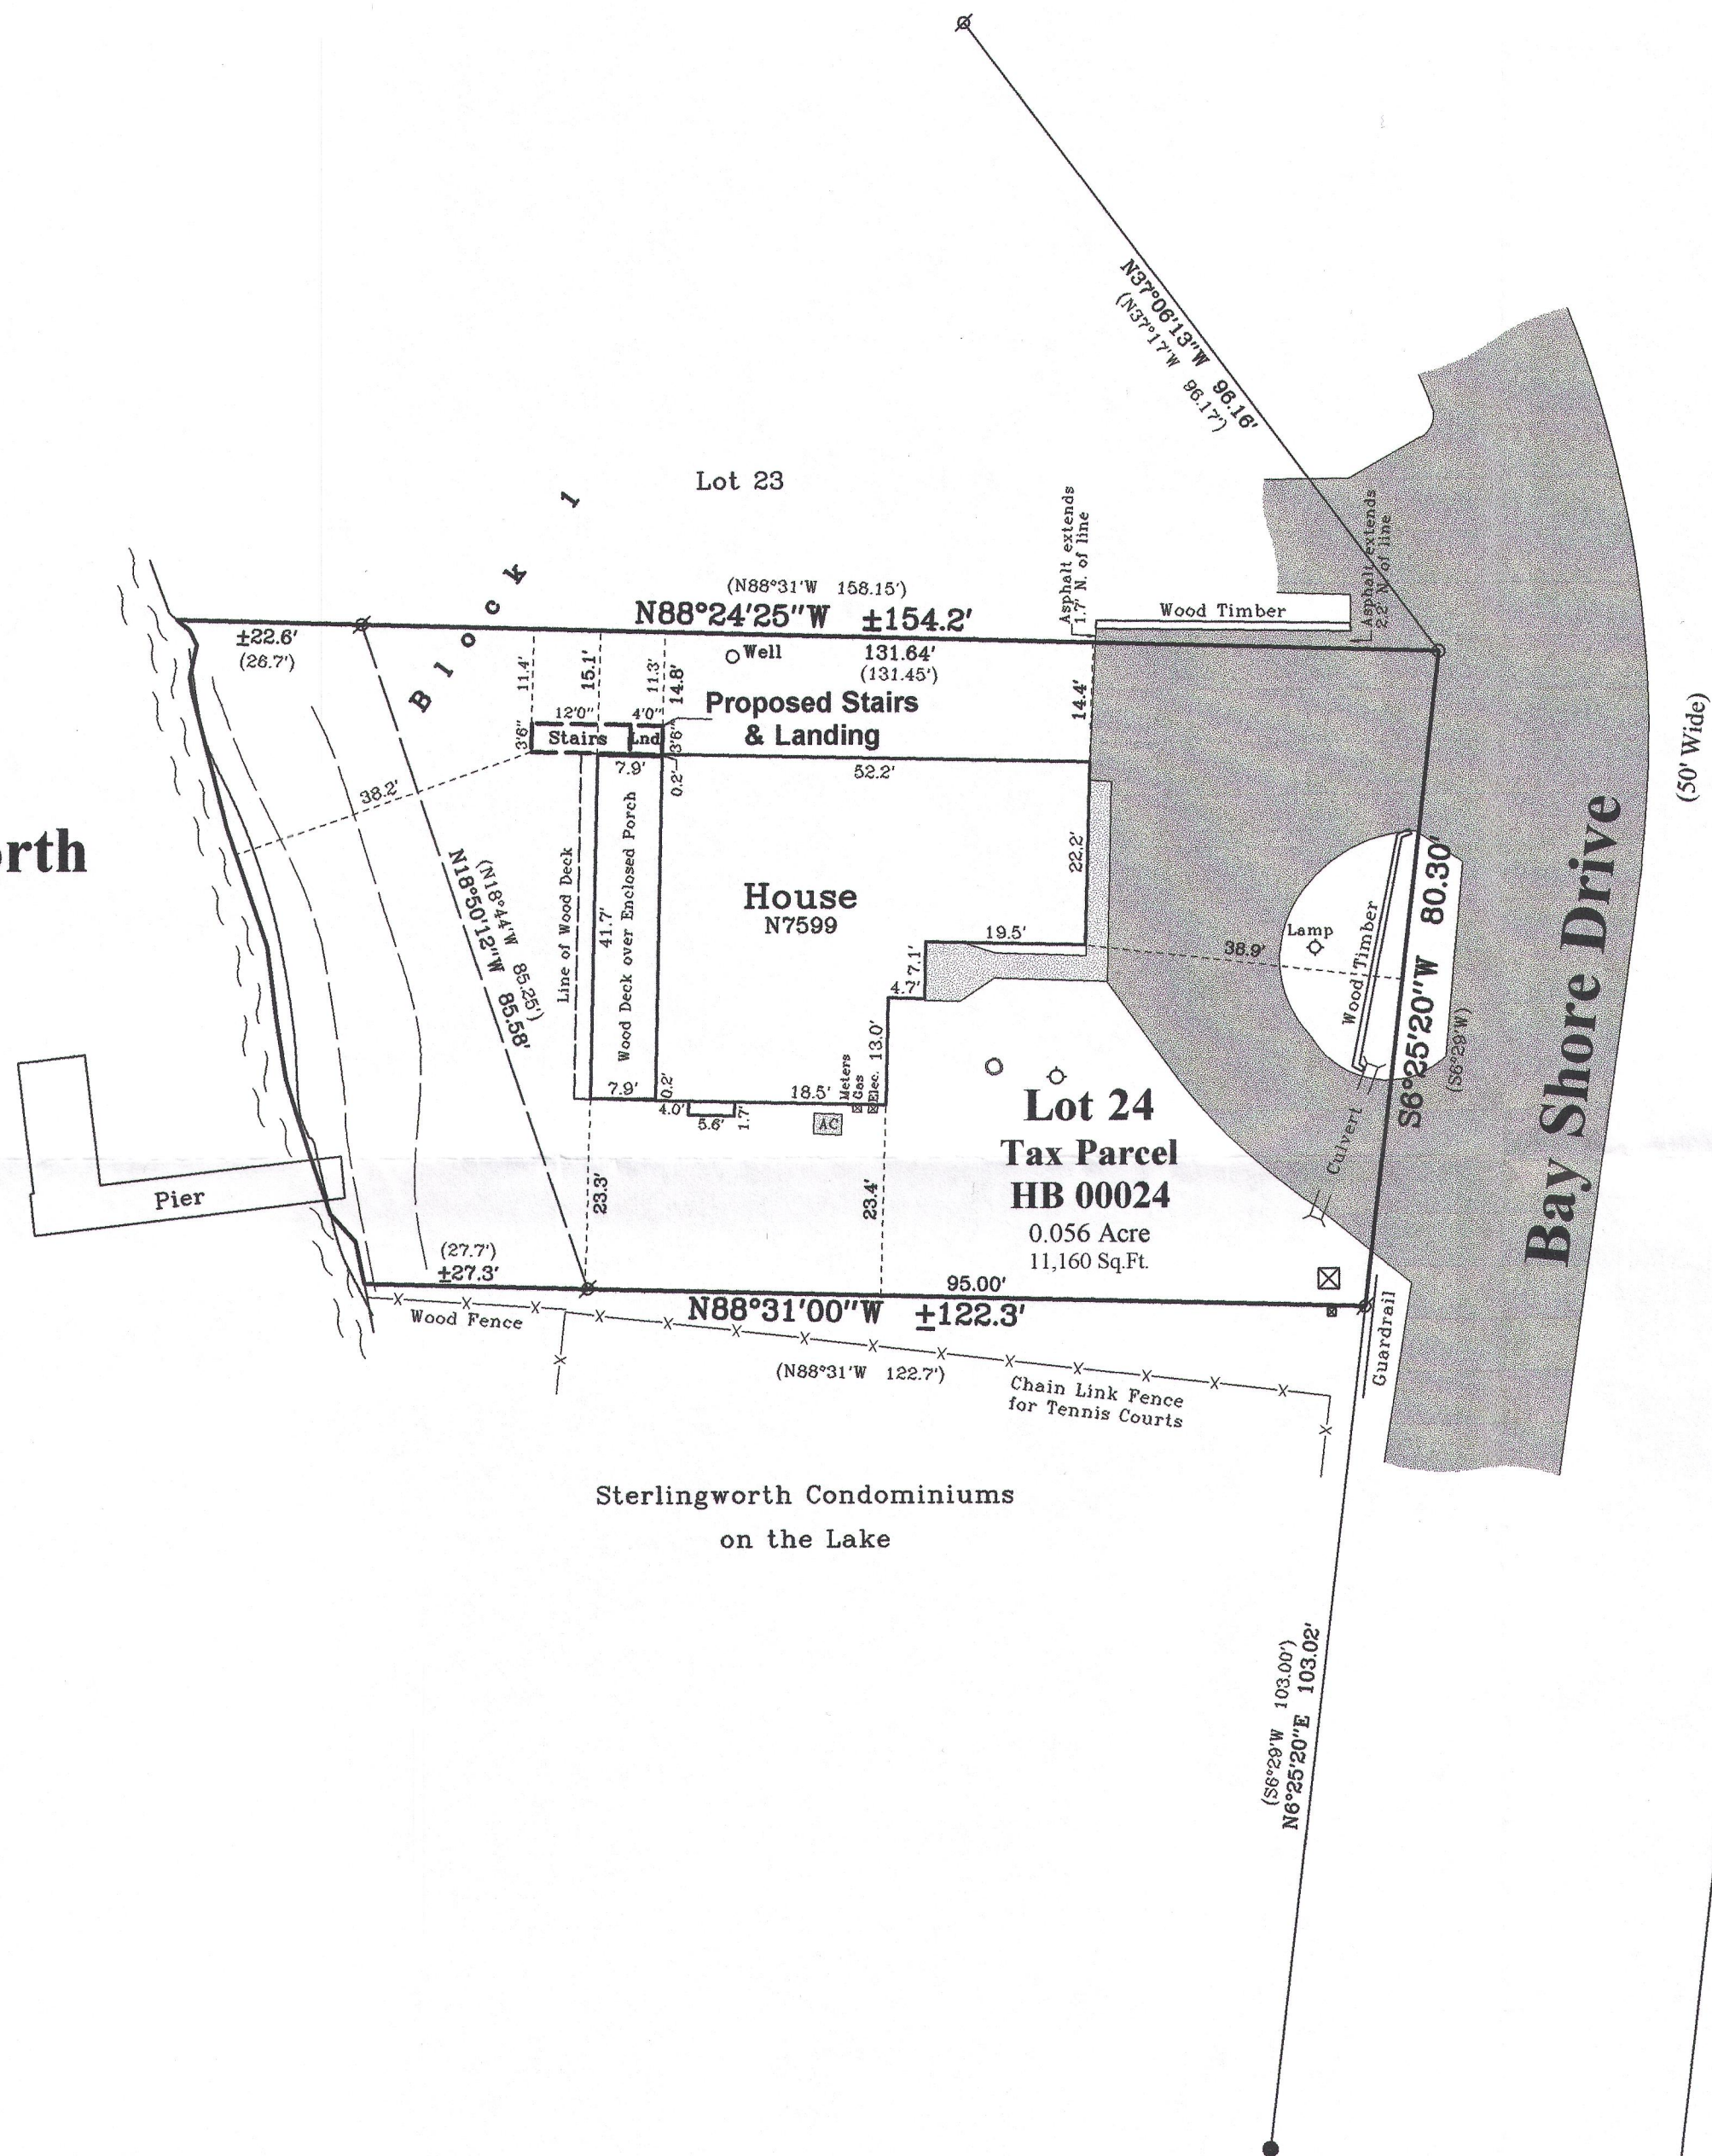 N37°06'13"W 96.16'
(N37°17'W 96.17')
Lot 23
Block 1
Asphalt extends
1.7' N. of line
Asphalt extends
2.2' N. of line
(N88°31'W 158.15')
N88°24'25"W ±154.2'
Wood Timber
±22.6'
(26.7')
Well
131.64'
(131.45')
11.4'
15.1'
11.3'
14.8'
14.4'
Proposed Stairs
& Landing
12'0"
4'0"
3'6"
Stairs
Lnd
3'6"
7.9'
0.2'
52.2'
38.2'
(50' Wide)
rth
(N18°44'W 85.25')
N18°50'12"W 85.58'
Line of Wood Deck
41.7'
Wood Deck over Enclosed Porch
House
N7599
22.2'
19.5'
38.9'
Lamp
Wood Timber
S6°25'20"W 80.30'
(S6°29'W)
Bay Shore Drive
7.1'
4.7'
13.0'
Meters
Gas
Elec.
7.9'
0.2'
4.0'
5.6'
1.7'
18.5'
AC
Lot 24
Tax Parcel
HB 00024
0.056 Acre
11,160 Sq.Ft.
Culvert
Pier
23.3'
23.4'
(27.7')
±27.3'
95.00'
N88°31'00"W ±122.3'
Wood Fence
(N88°31'W 122.7')
Chain Link Fence
for Tennis Courts
Guardrail
Sterlingworth Condominiums
on the Lake
(S6°29'W 103.00')
N6°25'20"E 103.02'